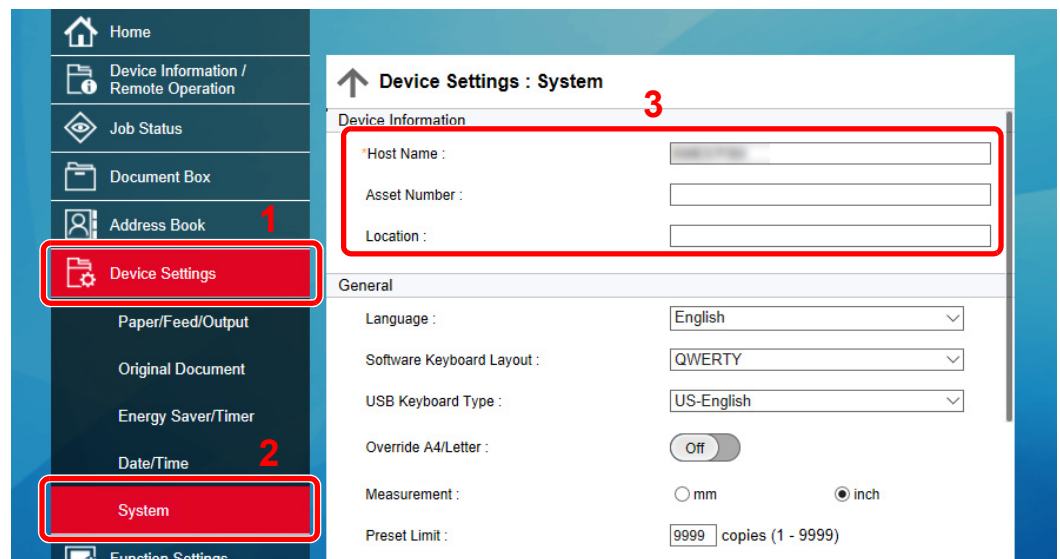 Home
Device Information /
Remote Operation
Job Status
Document Box
Address Book
1
Device Settings
Paper/Feed/Output
Original Document
Energy Saver/Timer
Date/Time
2
System
Function Settings
Device Settings : System
3
Device Information
*Host Name :
Asset Number :
Location :
General
Language : English
Software Keyboard Layout : QWERTY
USB Keyboard Type : US-English
Override A4/Letter : Off
Measurement : mm inch
Preset Limit : 9999 copies (1 - 9999)